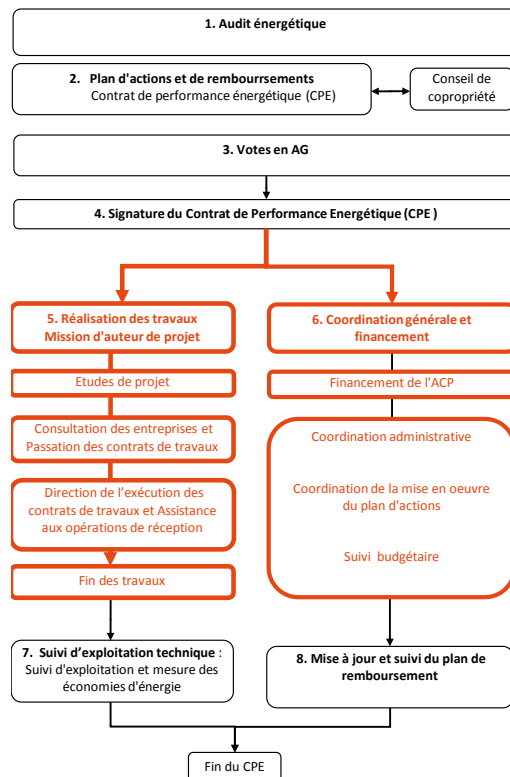 1. Audit énergétique
2. Plan d'actions et de rembourrsements
Contrat de performance énergétique (CPE)
Conseil de
copropriété
3. Votes en AG
4. Signature du Contrat de Performance Energétique (CPE )
5. Réalisation des travaux
Mission d'auteur de projet
6. Coordination générale et
financement
Etudes de projet
Financement de l'ACP
Consultation des entreprises et
Passation des contrats de travaux
Coordination administrative
Direction de l'exécution des
contrats de travaux et Assistance
aux opérations de réception
Coordination de la mise en oeuvre
du plan d'actions
Suivi budgétaire
Fin des travaux
7. Suivi d'exploitation technique :
Suivi d'exploitation et mesure des
économies d'énergie
8. Mise à jour et suivi du plan de
remboursement
Fin du CPE